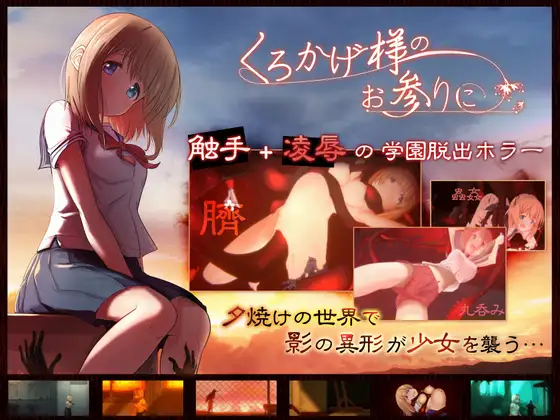 くろかげ様の
お参りに
触手+凌辱の学園脱出ホラー
臍
蟲姦
丸呑み
夕焼けの世界で
影の異形が少女を襲う…